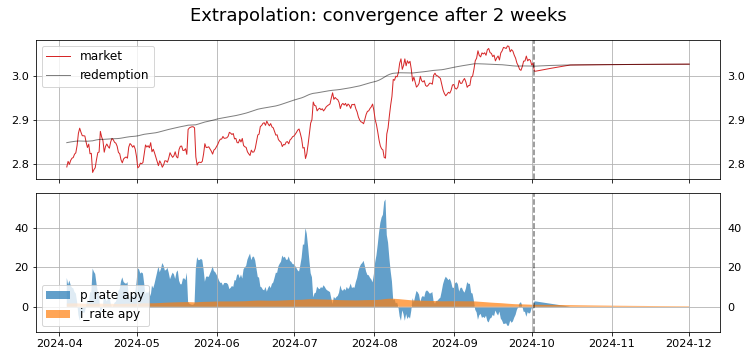 Extrapolation: convergence after 2 weeks
market
redemption
3.0
2.9
2.8
3.0
2.9
2.8
40
20
0
40
20
0
p_rate apy
i_rate apy
2024-04 2024-05 2024-06 2024-07 2024-08 2024-09 2024-10 2024-11 2024-12